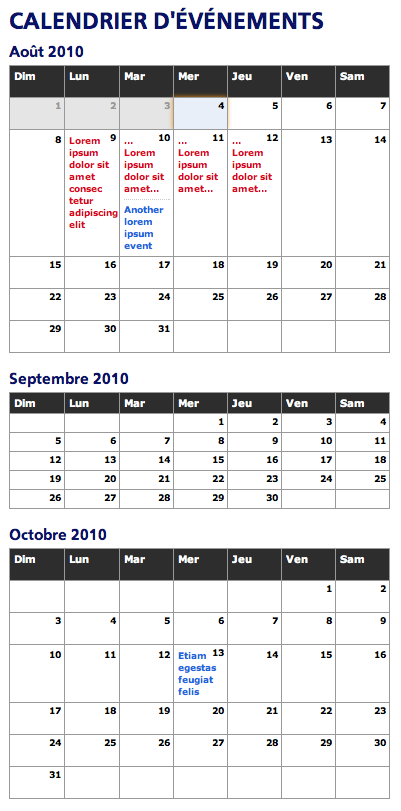 CALENDRIER D'ÉVÉNEMENTS
Août 2010
Dim Lun Mar Mer Jeu Ven Sam
1 2 3 4 5 6 7
8 9 10 11 12 13 14
Lorem ipsum dolor sit amet consec tetur adipiscing elit
... Lorem ipsum dolor sit amet...
Another lorem ipsum event
... Lorem ipsum dolor sit amet...
... Lorem ipsum dolor sit amet...
15 16 17 18 19 20 21
22 23 24 25 26 27 28
29 30 31
Septembre 2010
Dim Lun Mar Mer Jeu Ven Sam
1 2 3 4
5 6 7 8 9 10 11
12 13 14 15 16 17 18
19 20 21 22 23 24 25
26 27 28 29 30
Octobre 2010
Dim Lun Mar Mer Jeu Ven Sam
1 2
3 4 5 6 7 8 9
10 11 12 13 14 15 16
Etiam egestas feugiat felis
17 18 19 20 21 22 23
24 25 26 27 28 29 30
31